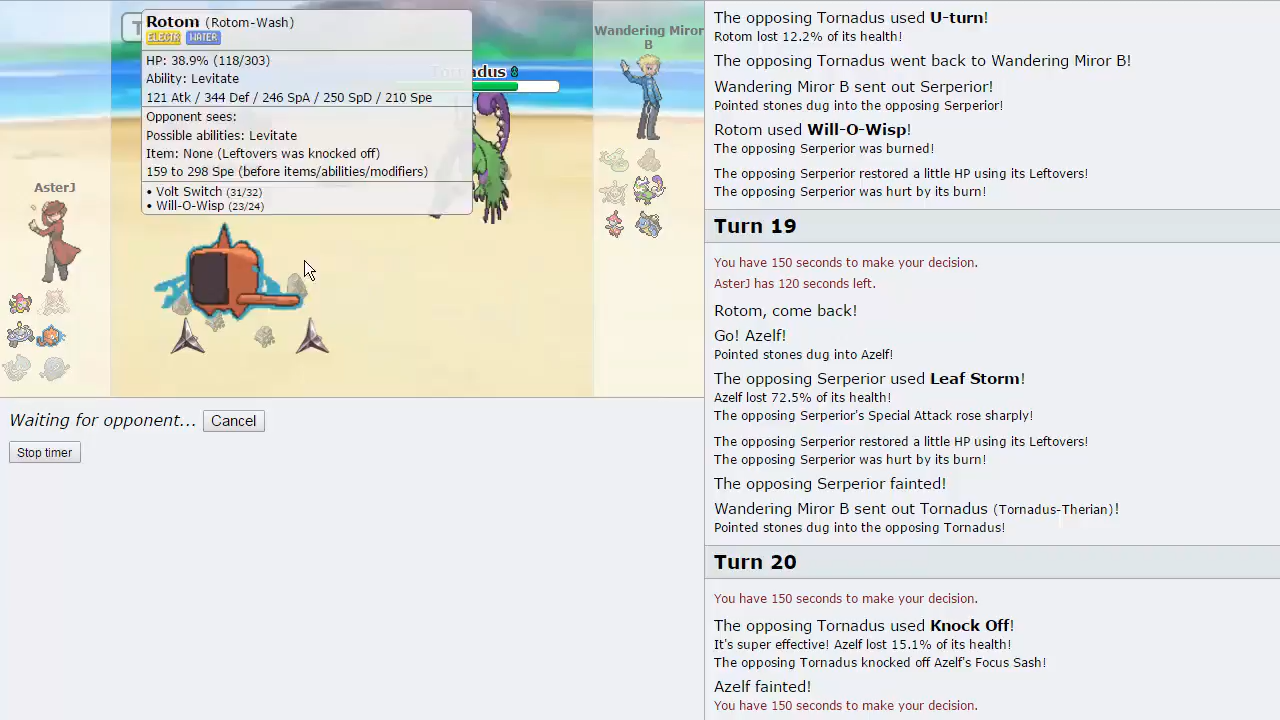 Rotom (Rotom-Wash)
ELECTR WATER
HP: 38.9% (118/303)
Ability: Levitate
121 Atk / 344 Def / 246 SpA / 250 SpD / 210 Spe
Opponent sees:
Possible abilities: Levitate
Item: None (Leftovers was knocked off)
159 to 298 Spe (before items/abilities/modifiers)
• Volt Switch (31/32)
• Will-O-Wisp (23/24)
AsterJ
Wandering Miror B
Waiting for opponent... Cancel
Stop timer
The opposing Tornadus used U-turn!
Rotom lost 12.2% of its health!
The opposing Tornadus went back to Wandering Miror B!
Wandering Miror B sent out Serperior!
Pointed stones dug into the opposing Serperior!
Rotom used Will-O-Wisp!
The opposing Serperior was burned!
The opposing Serperior restored a little HP using its Leftovers!
The opposing Serperior was hurt by its burn!
Turn 19
You have 150 seconds to make your decision.
AsterJ has 120 seconds left.
Rotom, come back!
Go! Azelf!
Pointed stones dug into Azelf!
The opposing Serperior used Leaf Storm!
Azelf lost 72.5% of its health!
The opposing Serperior's Special Attack rose sharply!
The opposing Serperior restored a little HP using its Leftovers!
The opposing Serperior was hurt by its burn!
The opposing Serperior fainted!
Wandering Miror B sent out Tornadus (Tornadus-Therian)!
Pointed stones dug into the opposing Tornadus!
Turn 20
You have 150 seconds to make your decision.
The opposing Tornadus used Knock Off!
It's super effective! Azelf lost 15.1% of its health!
The opposing Tornadus knocked off Azelf's Focus Sash!
Azelf fainted!
You have 150 seconds to make your decision.